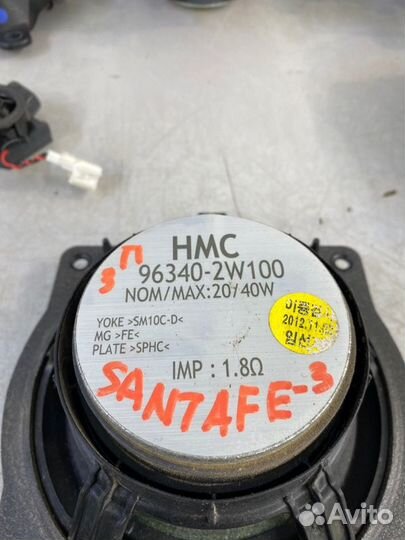 HMC
96340-2W100
NOM/MAX:20/40W
3П
YOKE >SM10C-D<
MG >FE<
PLATE >SPHC<
IMP : 1.8Ω
SANTAFE-3
2012.11.
Avito